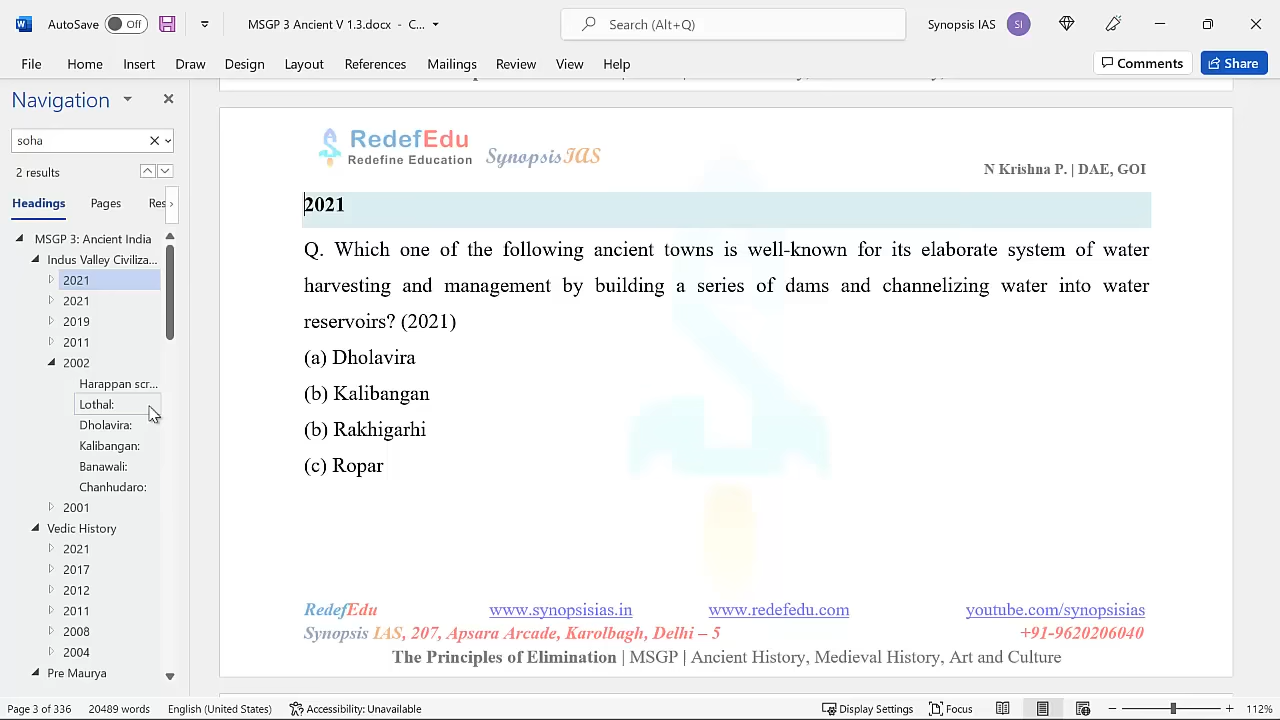 AutoSave Off MSGP 3 Ancient V 1.3.docx - C... Search (Alt+Q) Synopsis IAS SI
File Home Insert Draw Design Layout References Mailings Review View Help Comments Share
Navigation
soha
2 results
Headings Pages Res
MSGP 3: Ancient India
Indus Valley Civiliza...
2021
2021
2019
2011
2002
Harappan scr...
Lothal:
Dholavira:
Kalibangan:
Banawali:
Chanhudaro:
2001
Vedic History
2021
2017
2012
2011
2008
2004
Pre Maurya
RedefEdu
Redefine Education
SynopsisIAS
N Krishna P. | DAE, GOI
2021
Q. Which one of the following ancient towns is well-known for its elaborate system of water
harvesting and management by building a series of dams and channelizing water into water
reservoirs? (2021)
(a) Dholavira
(b) Kalibangan
(b) Rakhigarhi
(c) Ropar
RedefEdu www.synopsisias.in www.redefedu.com youtube.com/synopsisias
Synopsis IAS, 207, Apsara Arcade, Karolbagh, Delhi – 5 +91-9620206040
The Principles of Elimination | MSGP | Ancient History, Medieval History, Art and Culture
Page 3 of 336 20489 words English (United States) Accessibility: Unavailable Display Settings Focus 112%